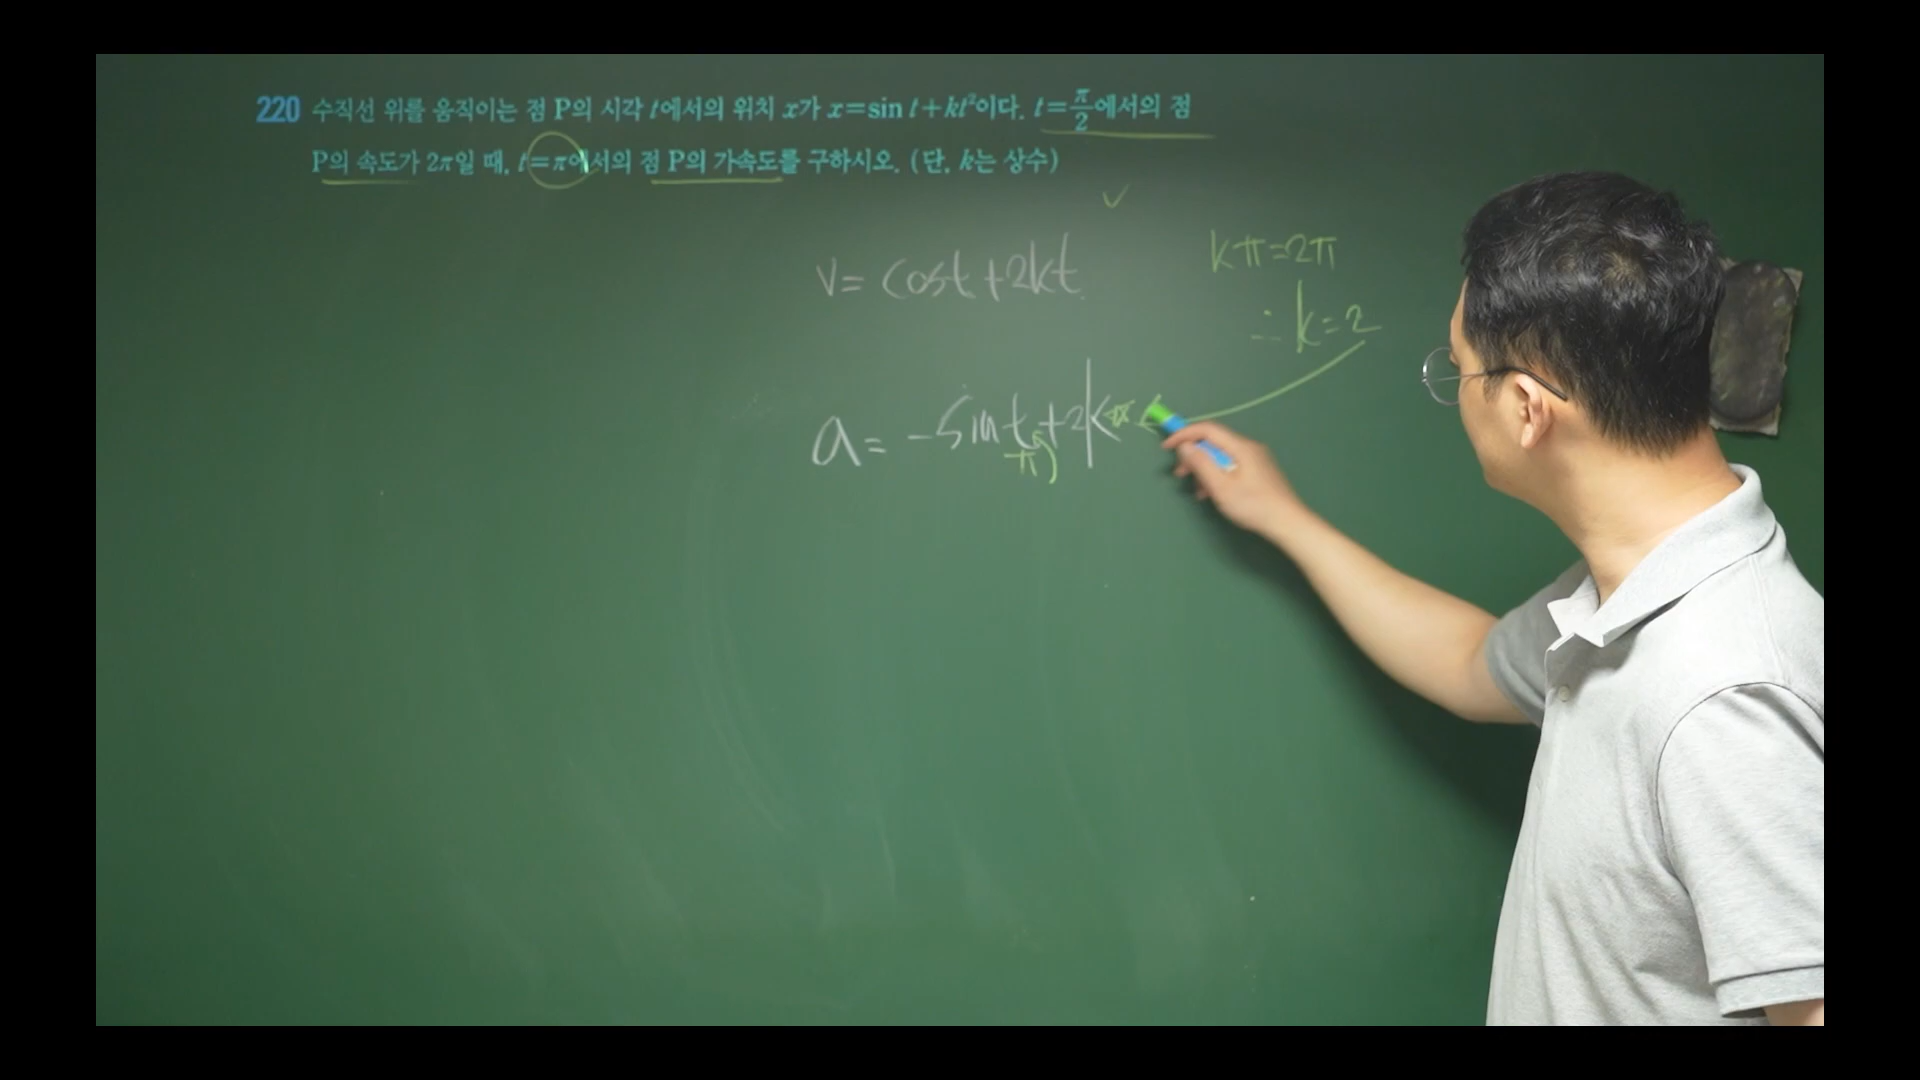 220 수직선 위를 움직이는 점 P의 시각 t에서의 위치 x가 x=sin t+kt²이다. t=π/2에서의 점
P의 속도가 2π일 때, t=π에서의 점 P의 가속도를 구하시오. (단, k는 상수)
v= cost+2kt
kπ=2π
∴ k=2
a= -sint+2k
π